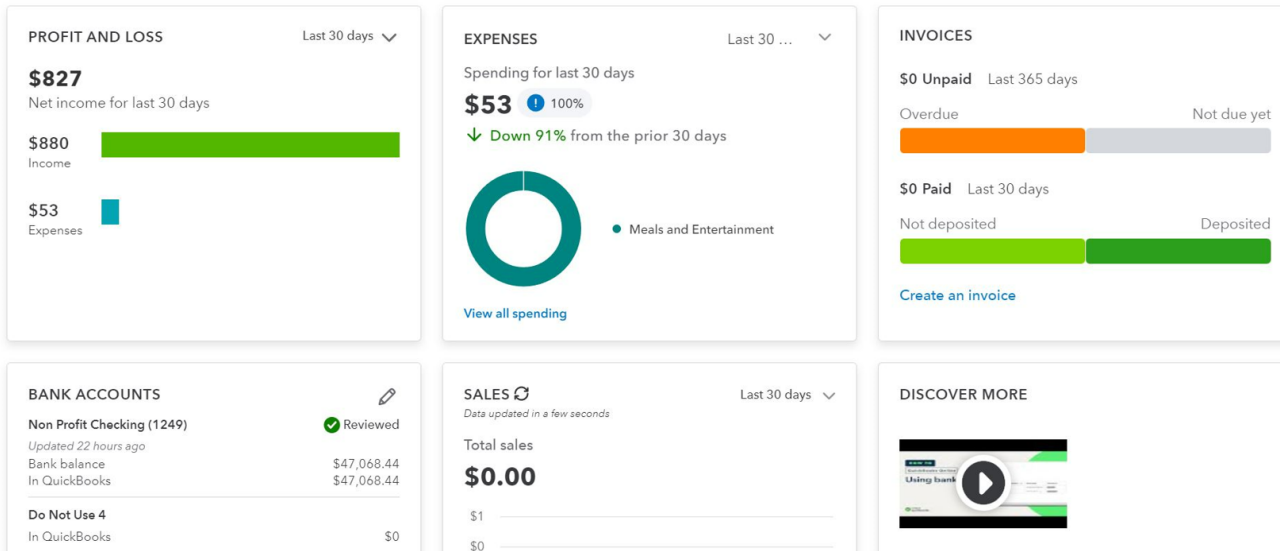 PROFIT AND LOSS
Last 30 days
$827
Net income for last 30 days
$880
Income
$53
Expenses
EXPENSES
Last 30 ...
Spending for last 30 days
$53 ! 100%
Down 91% from the prior 30 days
Meals and Entertainment
View all spending
INVOICES
$0 Unpaid Last 365 days
Overdue Not due yet
$0 Paid Last 30 days
Not deposited Deposited
Create an invoice
BANK ACCOUNTS
Non Profit Checking (1249) Reviewed
Updated 22 hours ago
Bank balance $47,068.44
In QuickBooks $47,068.44
Do Not Use 4
In QuickBooks $0
SALES
Last 30 days
Data updated in a few seconds
Total sales
$0.00
$1
$0
DISCOVER MORE
Using bank